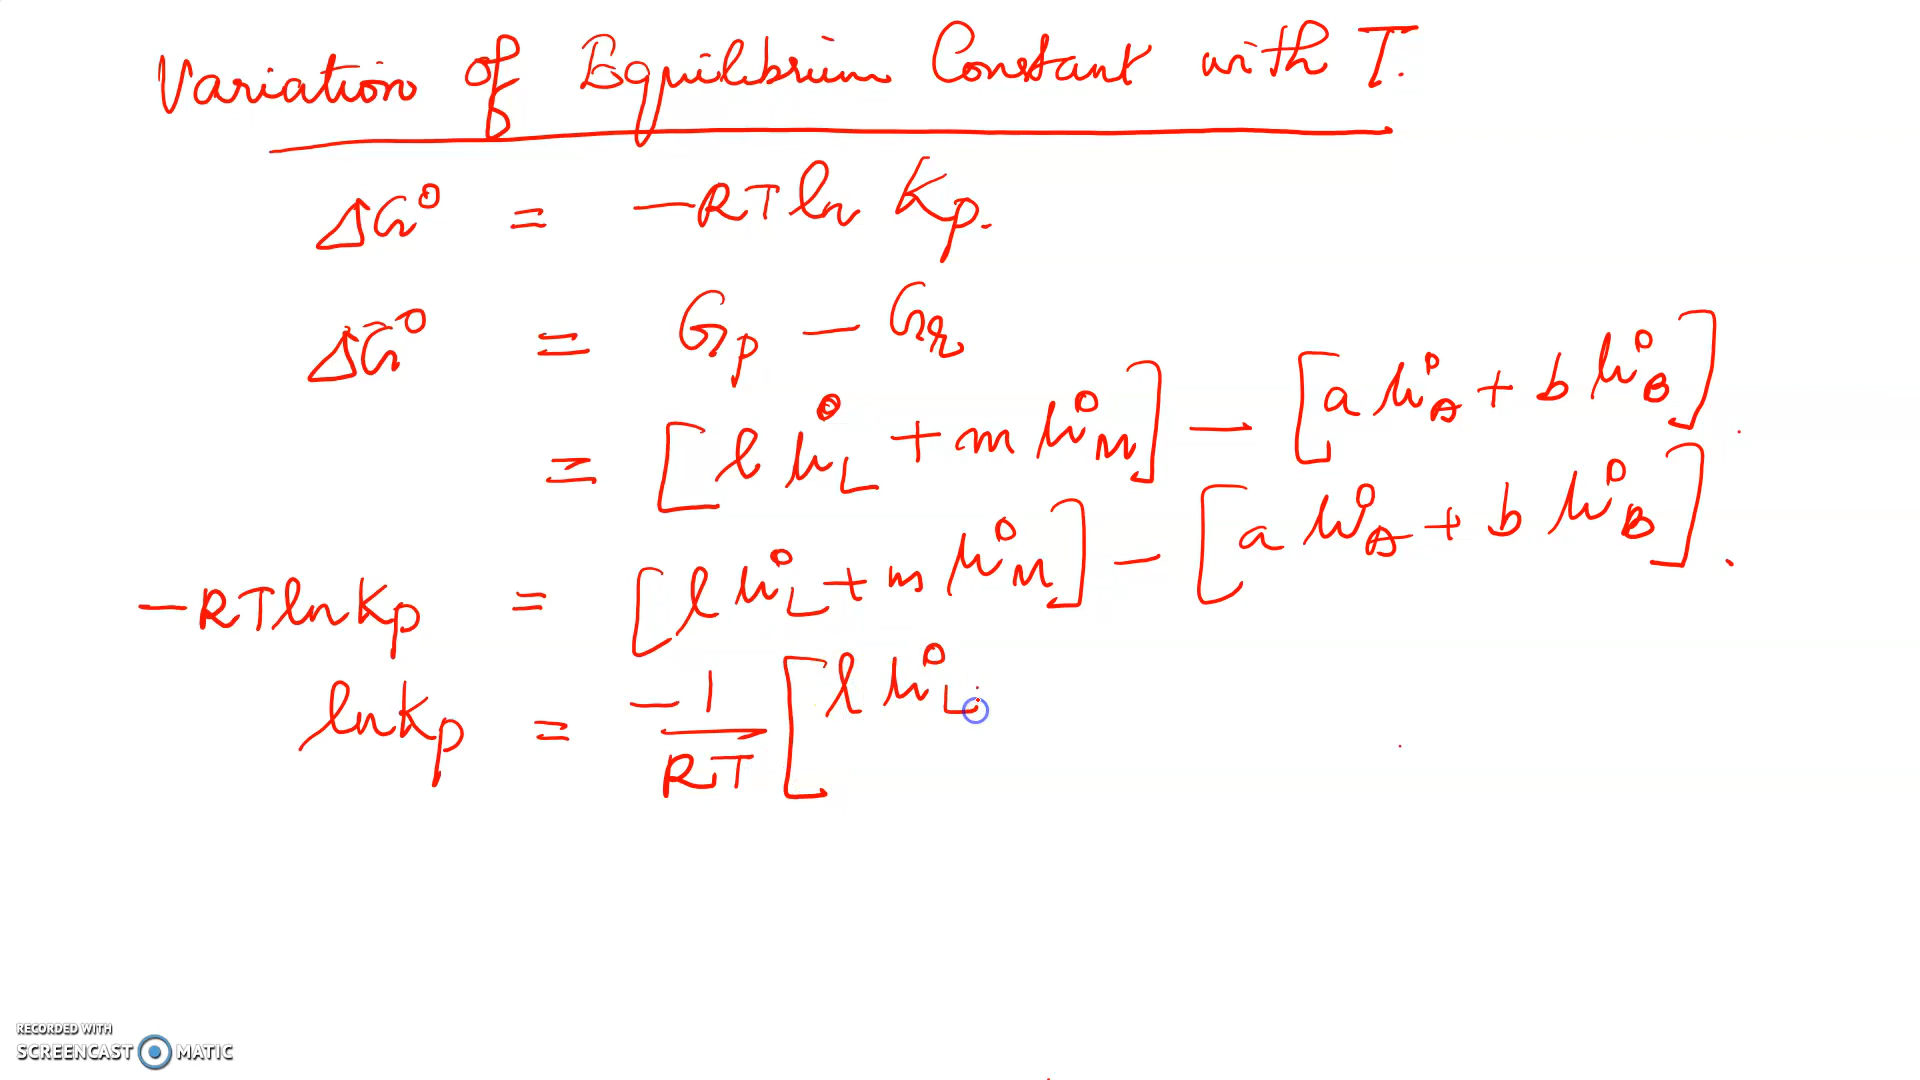 Variation of Equilibrium Constant with T.
ΔG° = -RT ln Kp.
ΔG° = Gp - Gr
= [l μ°L + m μ°M] - [a μ°A + b μ°B]
-RT ln Kp = [l μ°L + m μ°M] - [a μ°A + b μ°B].
ln Kp = -1/RT [l μ°L
RECORDED WITH
SCREENCAST MATIC